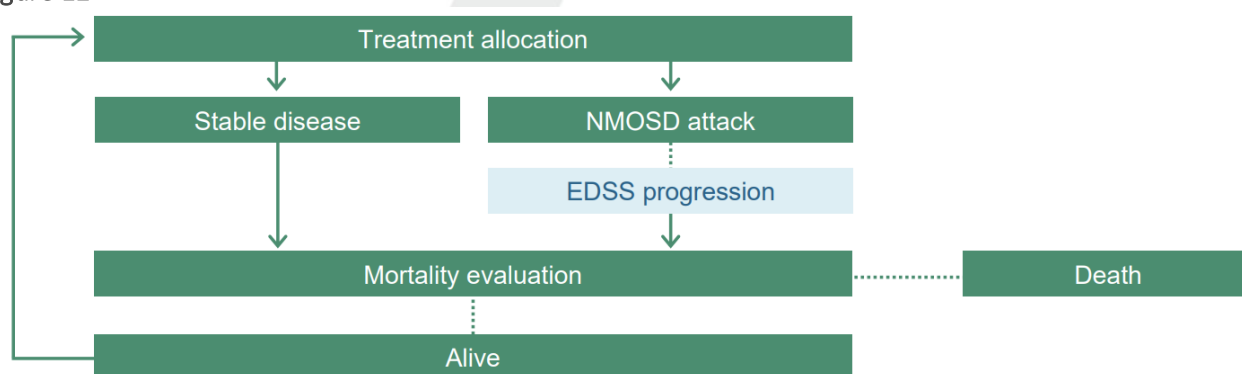 Treatment allocation
Stable disease
NMOSD attack
EDSS progression
Mortality evaluation
Death
Alive